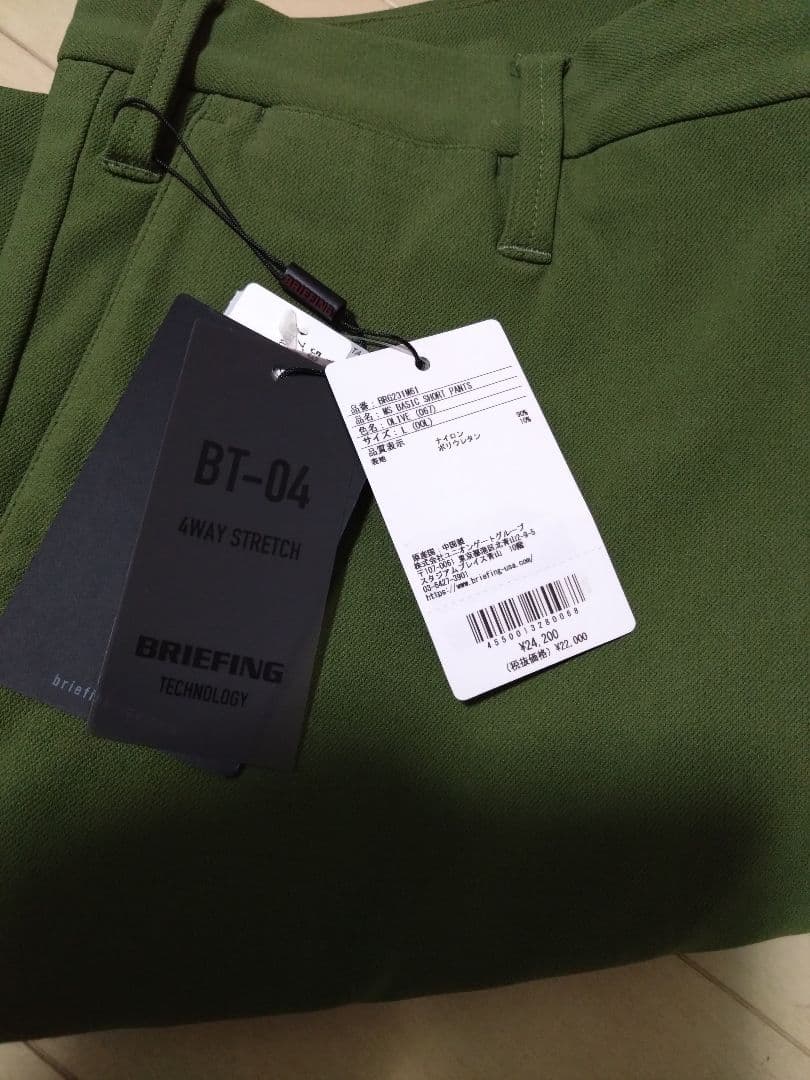 BRIEFING
品番：BRG231M61
品名：MS BASIC SHORT PANTS
色名：OLIVE (067)
サイズ：L (OOL)
品質表示
表地 ナイロン 90%
ポリウレタン 10%
原産国 中国製
株式会社ユニオンゲートグループ
〒107-0061 東京都港区北青山2-9-5
スタジアムプレイス青山 10階
03-6427-3901
https://www.briefing-usa.com/
4550013280068
¥24,200
(税抜価格) ¥22,000
BT-04
4WAY STRETCH
BRIEFING
TECHNOLOGY